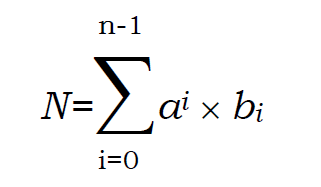 n-1
N=∑aⁱ × bᵢ
i=0